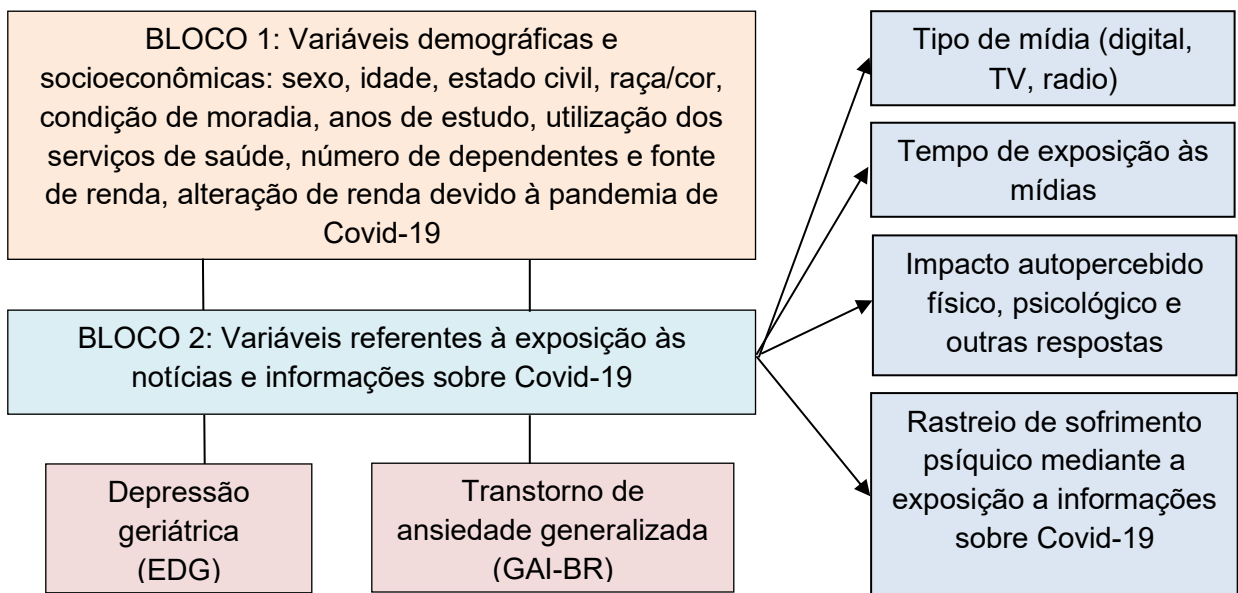 BLOCO 1: Variáveis demográficas e
socioeconômicas: sexo, idade, estado civil, raça/cor,
condição de moradia, anos de estudo, utilização dos
serviços de saúde, número de dependentes e fonte
de renda, alteração de renda devido à pandemia de
Covid-19
BLOCO 2: Variáveis referentes à exposição às
notícias e informações sobre Covid-19
Depressão
geriátrica
(EDG)
Transtorno de
ansiedade generalizada
(GAI-BR)
Tipo de mídia (digital,
TV, radio)
Tempo de exposição às
mídias
Impacto autopercebido
físico, psicológico e
outras respostas
Rastreio de sofrimento
psíquico mediante a
exposição a informações
sobre Covid-19